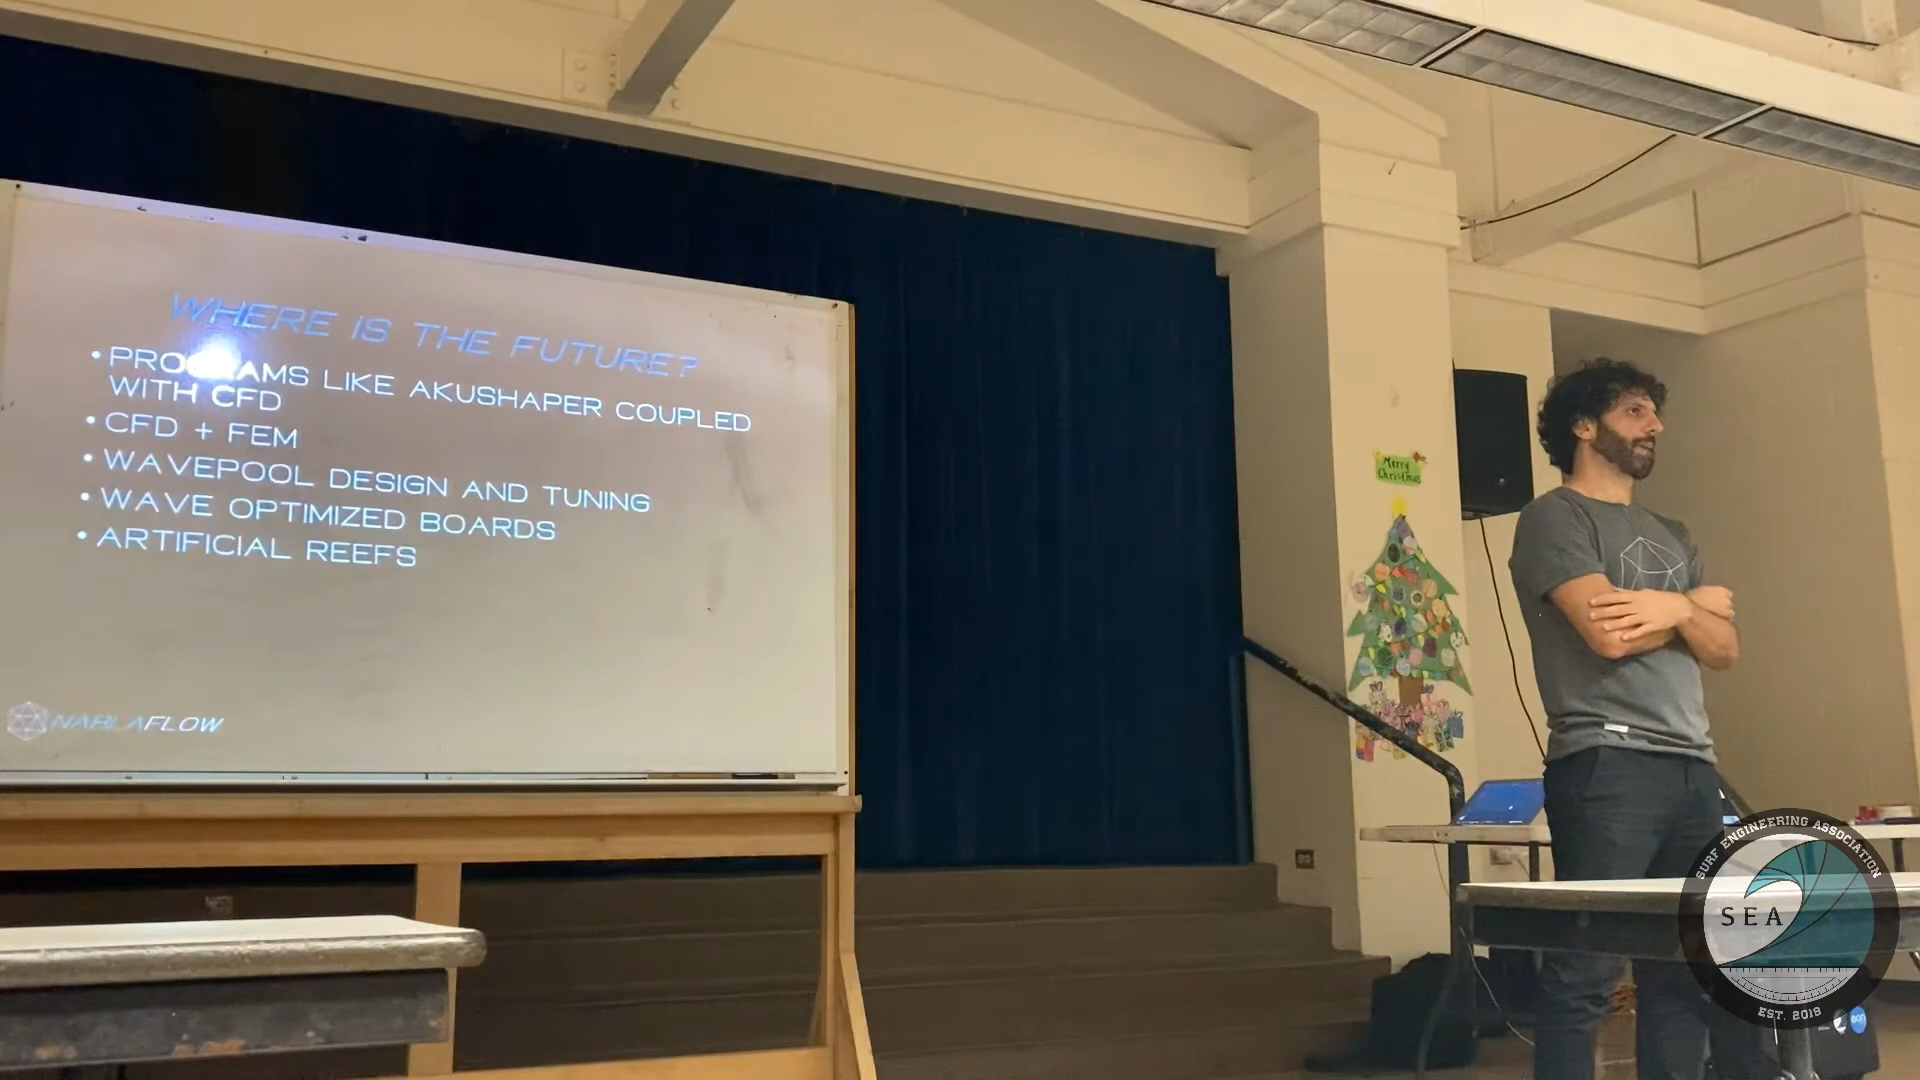 WHERE IS THE FUTURE?
• PROGRAMS LIKE AKUSHAPER COUPLED
WITH CFD
• CFD + FEM
• WAVEPOOL DESIGN AND TUNING
• WAVE OPTIMIZED BOARDS
• ARTIFICIAL REEFS
NABLAFLOW
Merry
Christmas
SURF ENGINEERING ASSOCIATION
SEA
EST. 2019